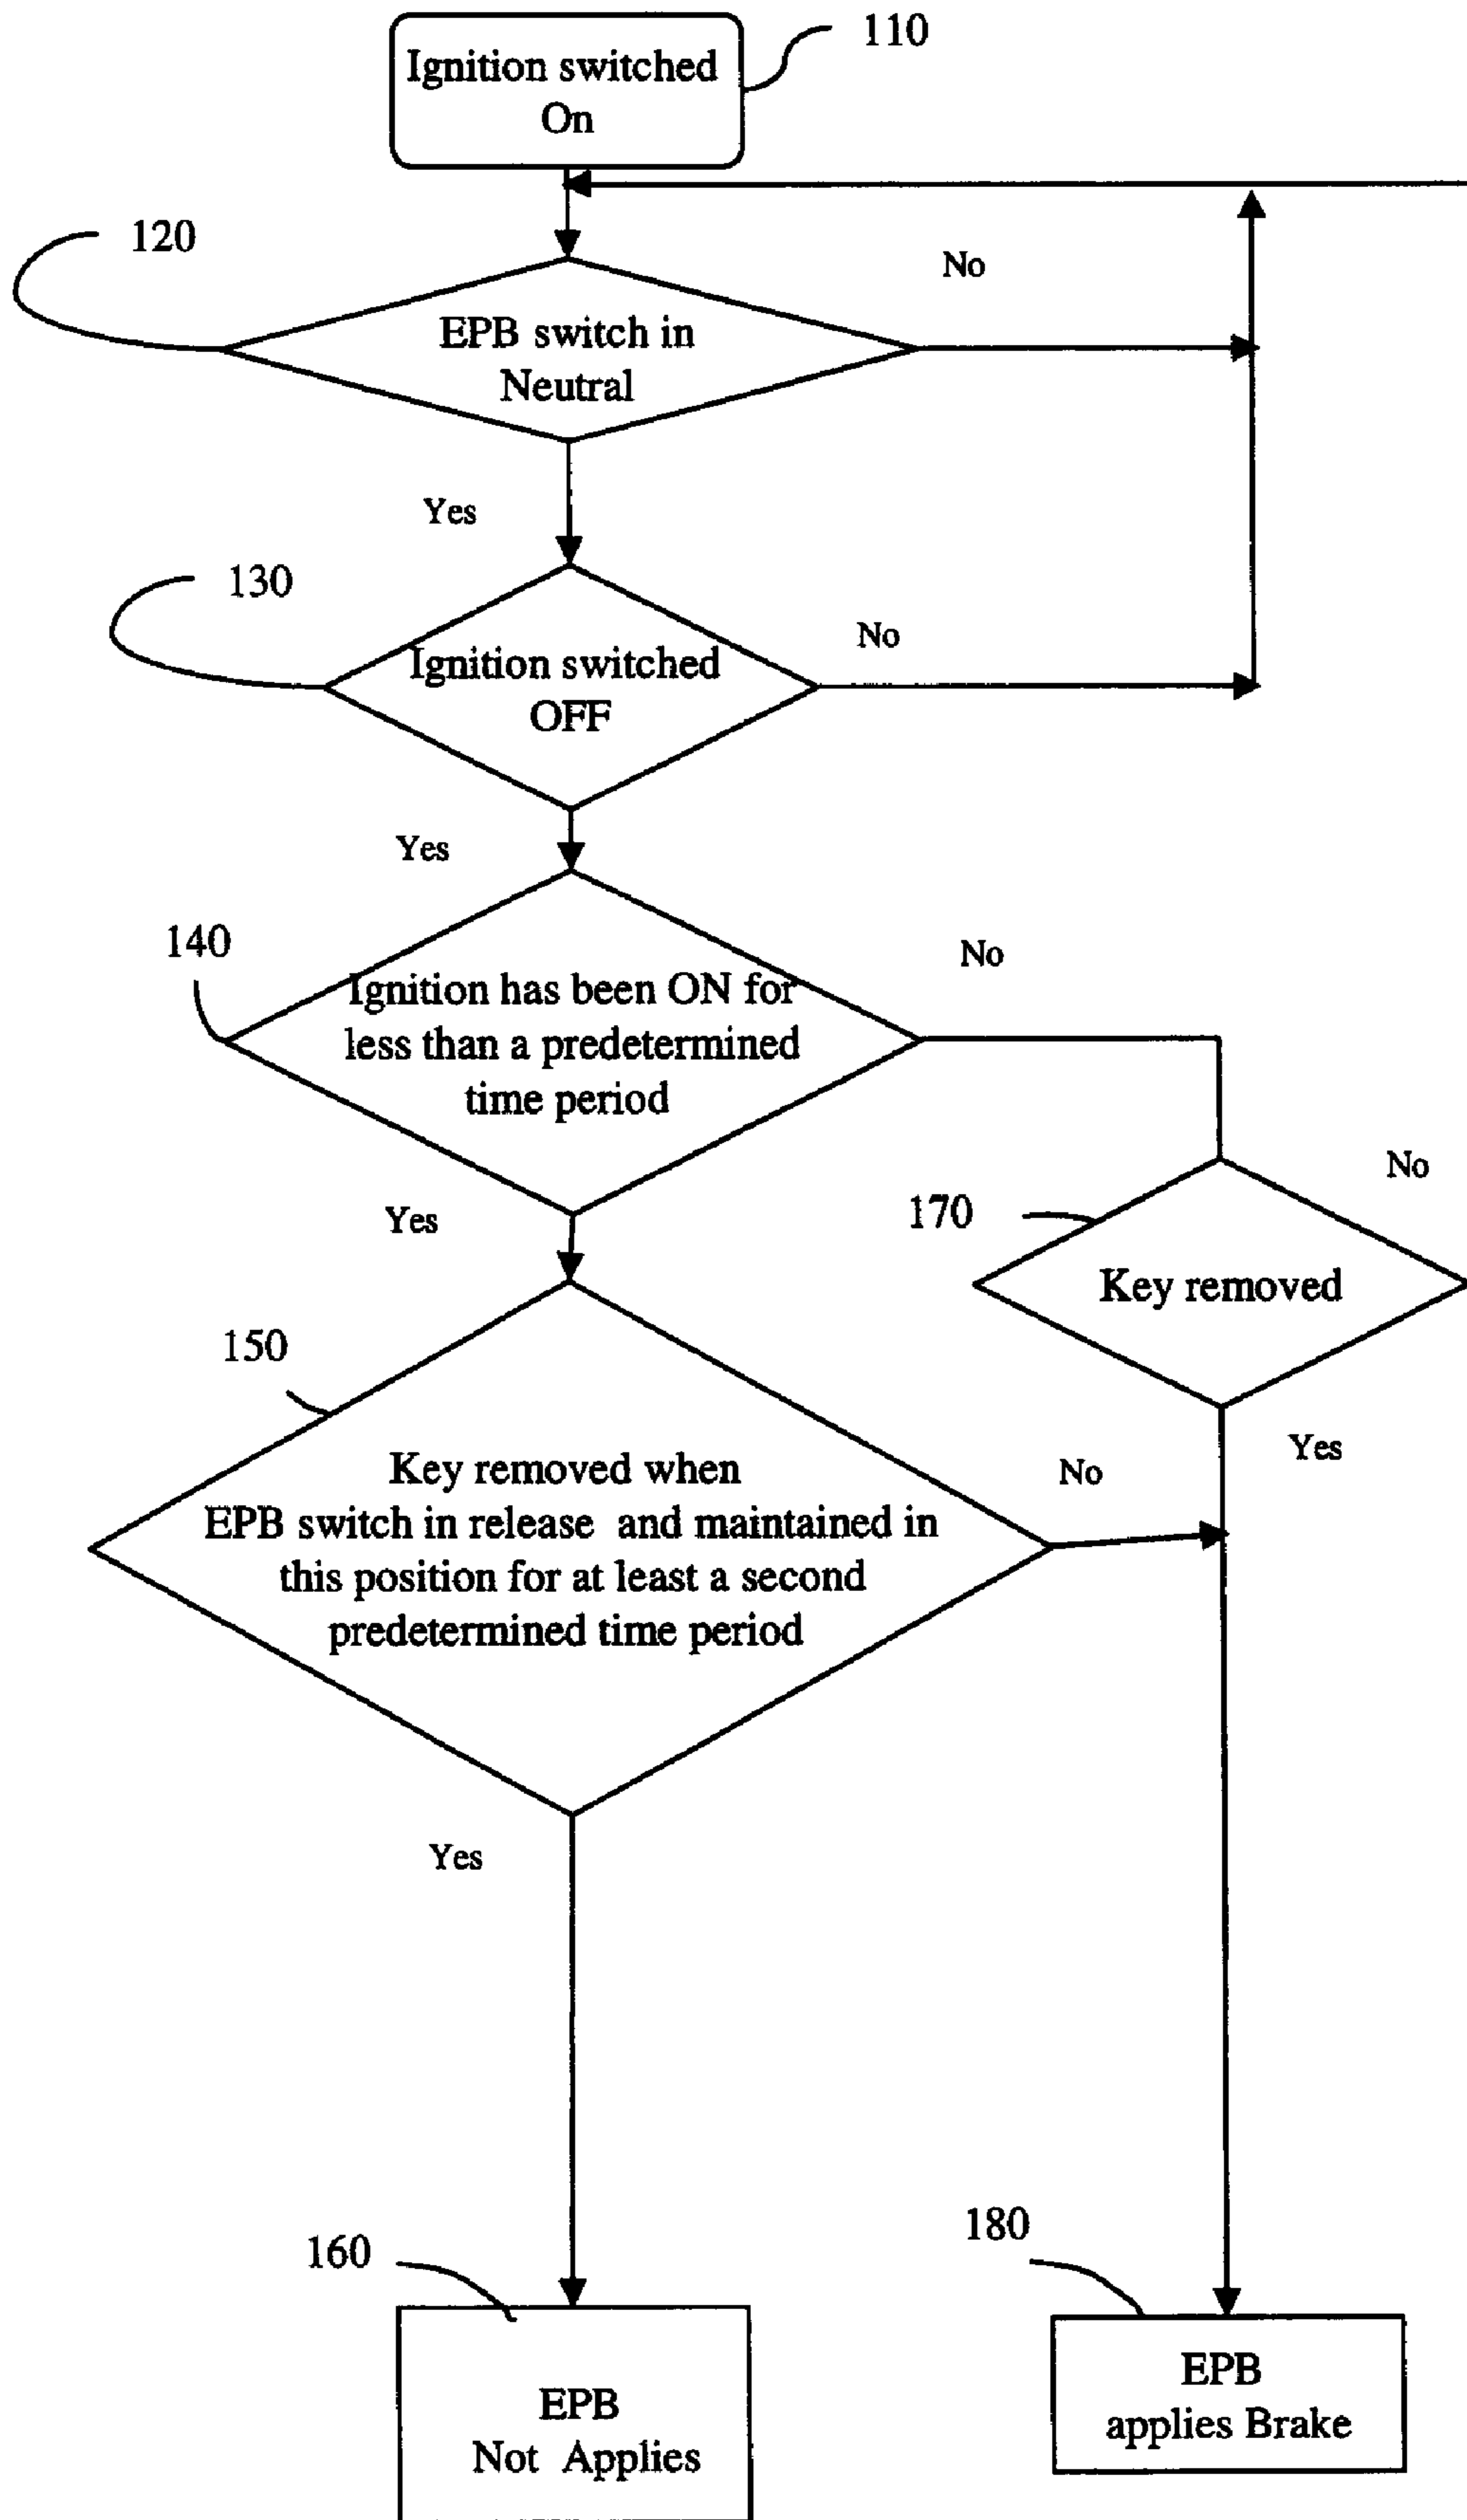 Ignition switched
On
110
120
No
EPB switch in
Neutral
Yes
130
No
Ignition switched
OFF
Yes
140
No
Ignition has been ON for
less than a predetermined
time period
Yes
170
No
Key removed
Yes
150
No
Key removed when
EPB switch in release and maintained in
this position for at least a second
predetermined time period
Yes
160
180
EPB
Not Applies
EPB
applies Brake